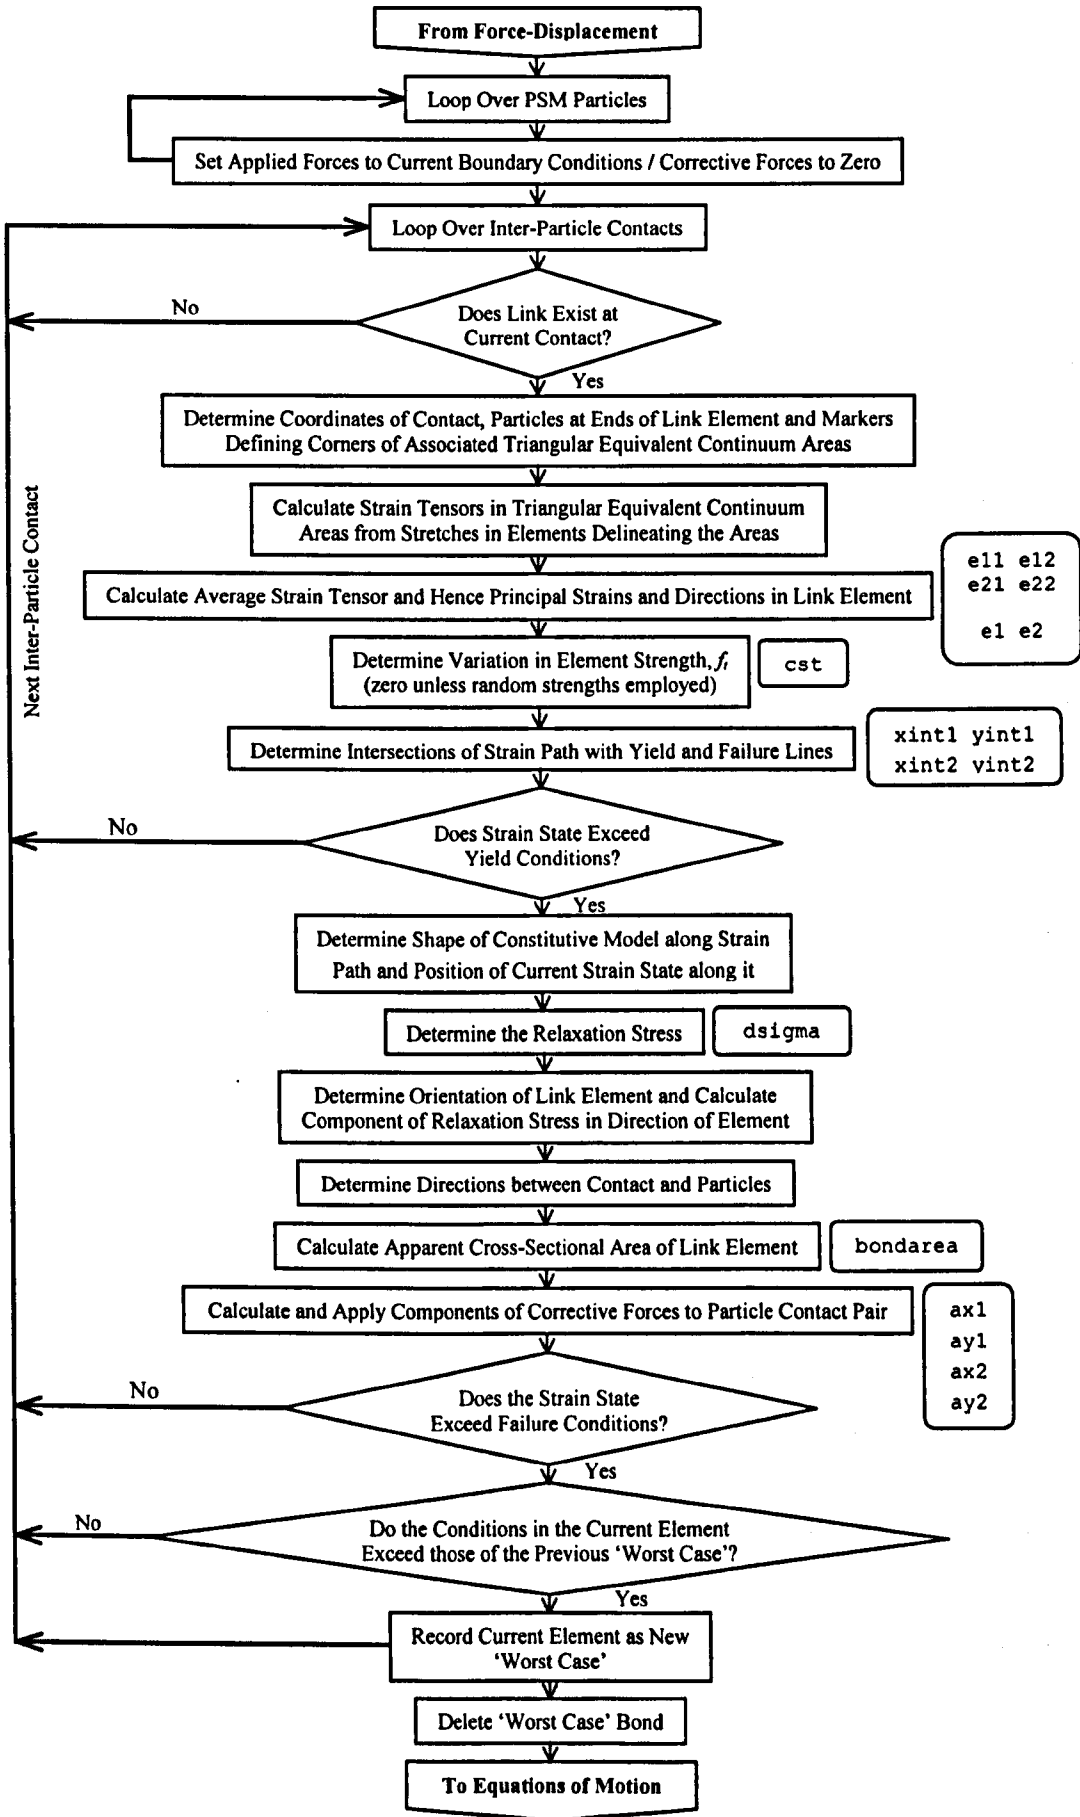 From Force-Displacement
Loop Over PSM Particles
Set Applied Forces to Current Boundary Conditions / Corrective Forces to Zero
Loop Over Inter-Particle Contacts
No
Does Link Exist at
Current Contact?
Yes
Determine Coordinates of Contact, Particles at Ends of Link Element and Markers
Defining Corners of Associated Triangular Equivalent Continuum Areas
Next Inter-Particle Contact
Calculate Strain Tensors in Triangular Equivalent Continuum
Areas from Stretches in Elements Delineating the Areas
Calculate Average Strain Tensor and Hence Principal Strains and Directions in Link Element
e11 e12
e21 e22
e1 e2
Determine Variation in Element Strength, fₜ
(zero unless random strengths employed)
cst
Determine Intersections of Strain Path with Yield and Failure Lines
xint1 yint1
xint2 yint2
No
Does Strain State Exceed
Yield Conditions?
Yes
Determine Shape of Constitutive Model along Strain
Path and Position of Current Strain State along it
Determine the Relaxation Stress
dsigma
Determine Orientation of Link Element and Calculate
Component of Relaxation Stress in Direction of Element
Determine Directions between Contact and Particles
Calculate Apparent Cross-Sectional Area of Link Element
bondarea
Calculate and Apply Components of Corrective Forces to Particle Contact Pair
ax1
ay1
ax2
ay2
No
Does the Strain State
Exceed Failure Conditions?
Yes
No
Do the Conditions in the Current Element
Exceed those of the Previous ‘Worst Case’?
Yes
Record Current Element as New
‘Worst Case’
Delete ‘Worst Case’ Bond
To Equations of Motion